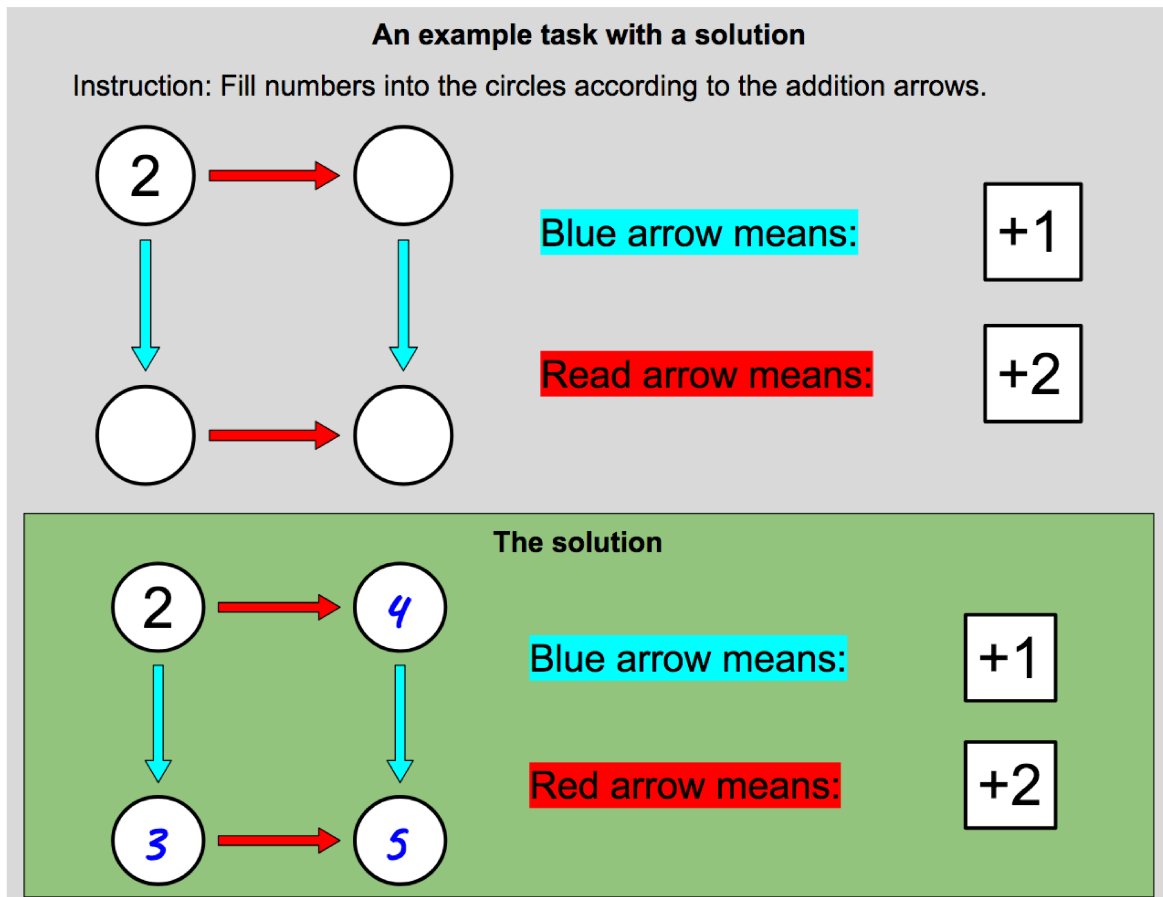 An example task with a solution
Instruction: Fill numbers into the circles according to the addition arrows.
2
Blue arrow means: +1
Read arrow means: +2
The solution
2 4
Blue arrow means: +1
Red arrow means: +2
3 5